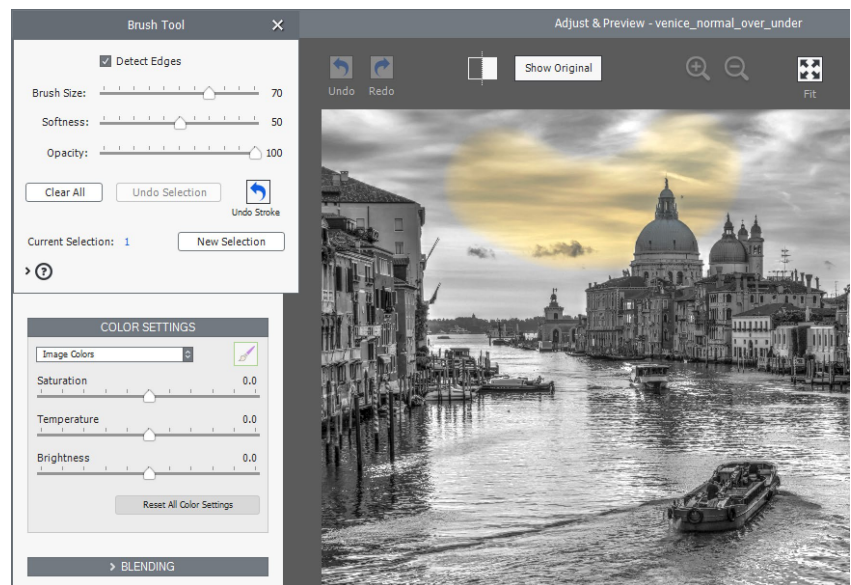 Brush Tool
Adjust & Preview - venice_normal_over_under
Detect Edges
Brush Size: 70
Softness: 50
Opacity: 100
Clear All
Undo Selection
Undo Stroke
Current Selection: 1
New Selection
> ?
Undo
Redo
Show Original
Fit
COLOR SETTINGS
Image Colors
Saturation 0.0
Temperature 0.0
Brightness 0.0
Reset All Color Settings
> BLENDING